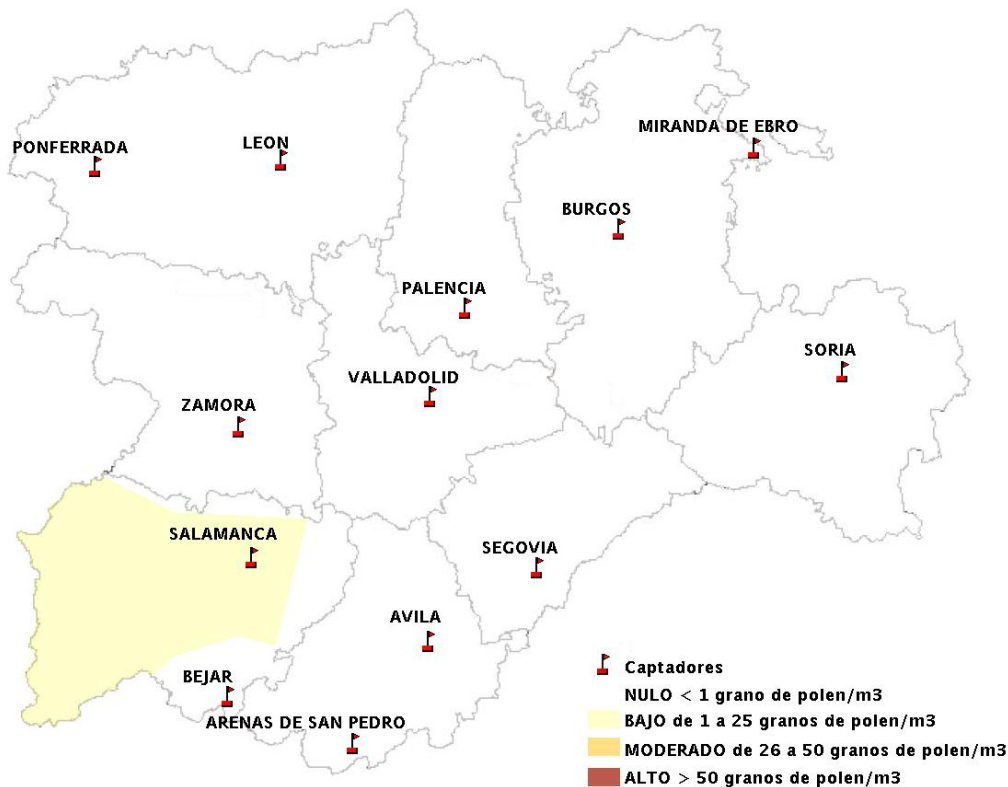 MIRANDA DE EBRO
LEON
PONFERRADA
BURGOS
PALENCIA
SORIA
VALLADOLID
ZAMORA
SALAMANCA
SEGOVIA
AVILA
Captadores
BEJAR
NULO < 1 grano de polen/m3
ARENAS DE SAN PEDRO
BAJO de 1 a 25 granos de polen/m3
MODERADO de 26 a 50 granos de polen/m3
ALTO > 50 granos de polen/m3